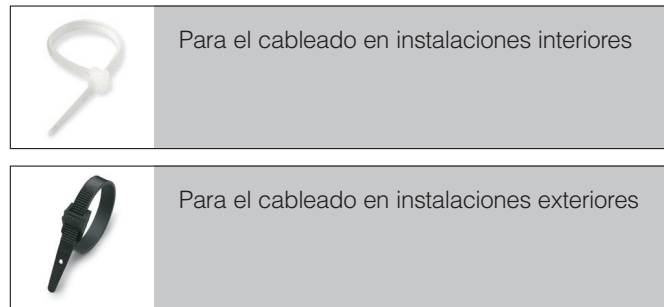 Para el cableado en instalaciones interiores
Para el cableado en instalaciones exteriores